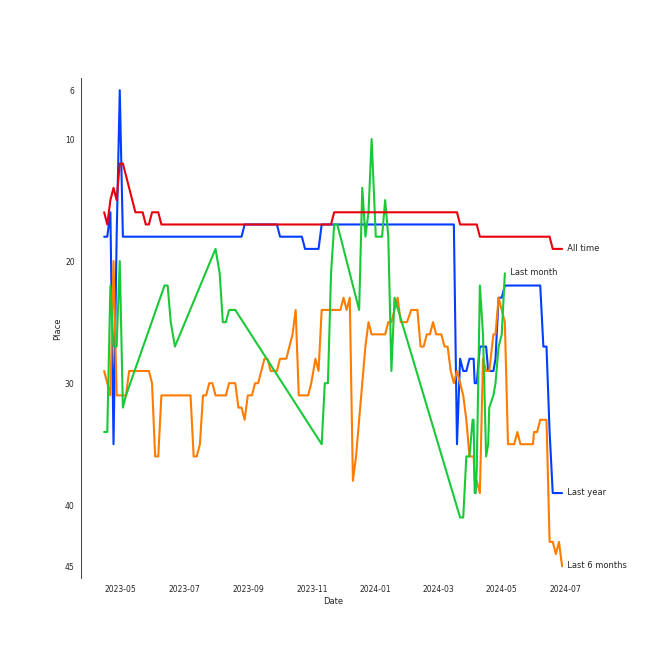 6
10
20
30
40
45
Place
2023-05
2023-07
2023-09
2023-11
2024-01
2024-03
2024-05
2024-07
Date
All time
Last month
Last year
Last 6 months